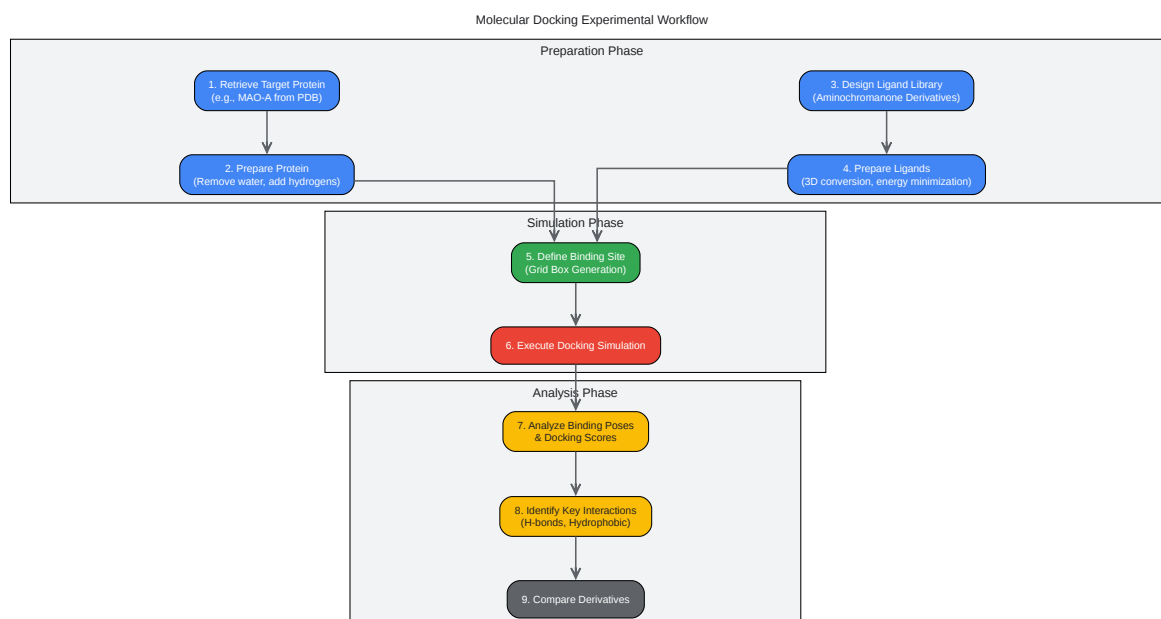 Molecular Docking Experimental Workflow
Preparation Phase
1. Retrieve Target Protein
(e.g., MAO-A from PDB)
3. Design Ligand Library
(Aminochromanone Derivatives)
2. Prepare Protein
(Remove water, add hydrogens)
4. Prepare Ligands
(3D conversion, energy minimization)
Simulation Phase
5. Define Binding Site
(Grid Box Generation)
6. Execute Docking Simulation
Analysis Phase
7. Analyze Binding Poses
& Docking Scores
8. Identify Key Interactions
(H-bonds, Hydrophobic)
9. Compare Derivatives